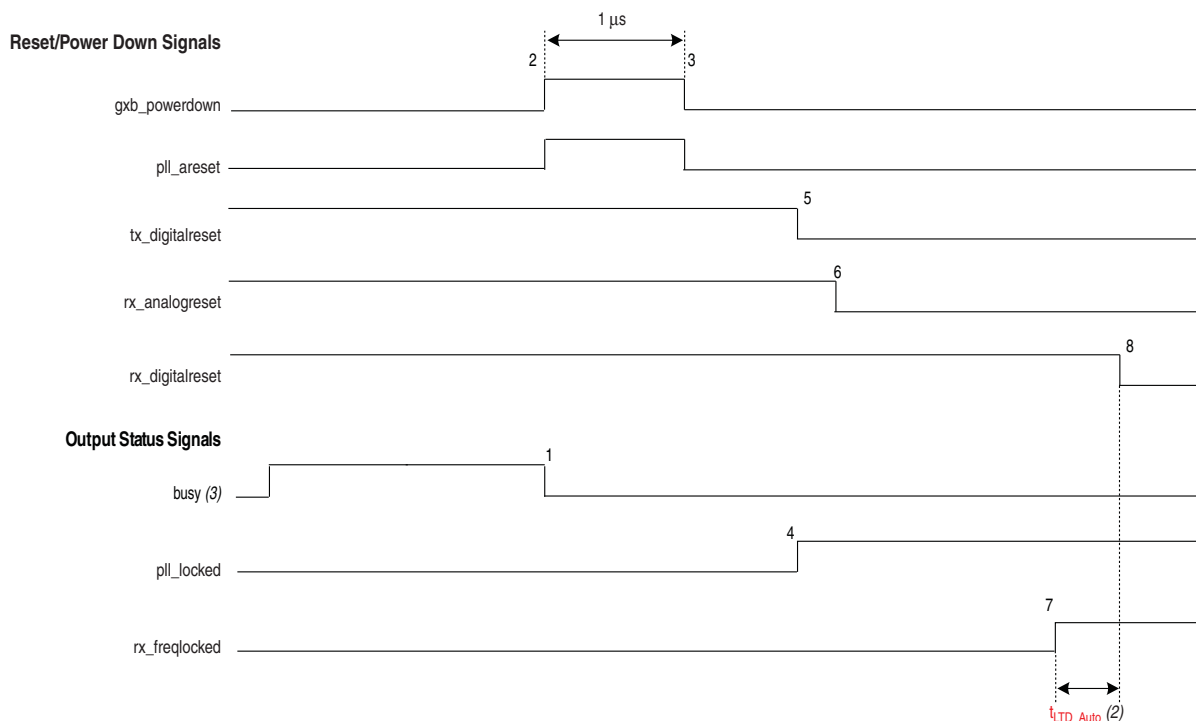 1 μs
Reset/Power Down Signals
2
3
gxb_powerdown
pll_areset
5
tx_digitalreset
6
rx_analogreset
8
rx_digitalreset
Output Status Signals
1
busy (3)
4
pll_locked
7
rx_freqlocked
tLTD_Auto (2)